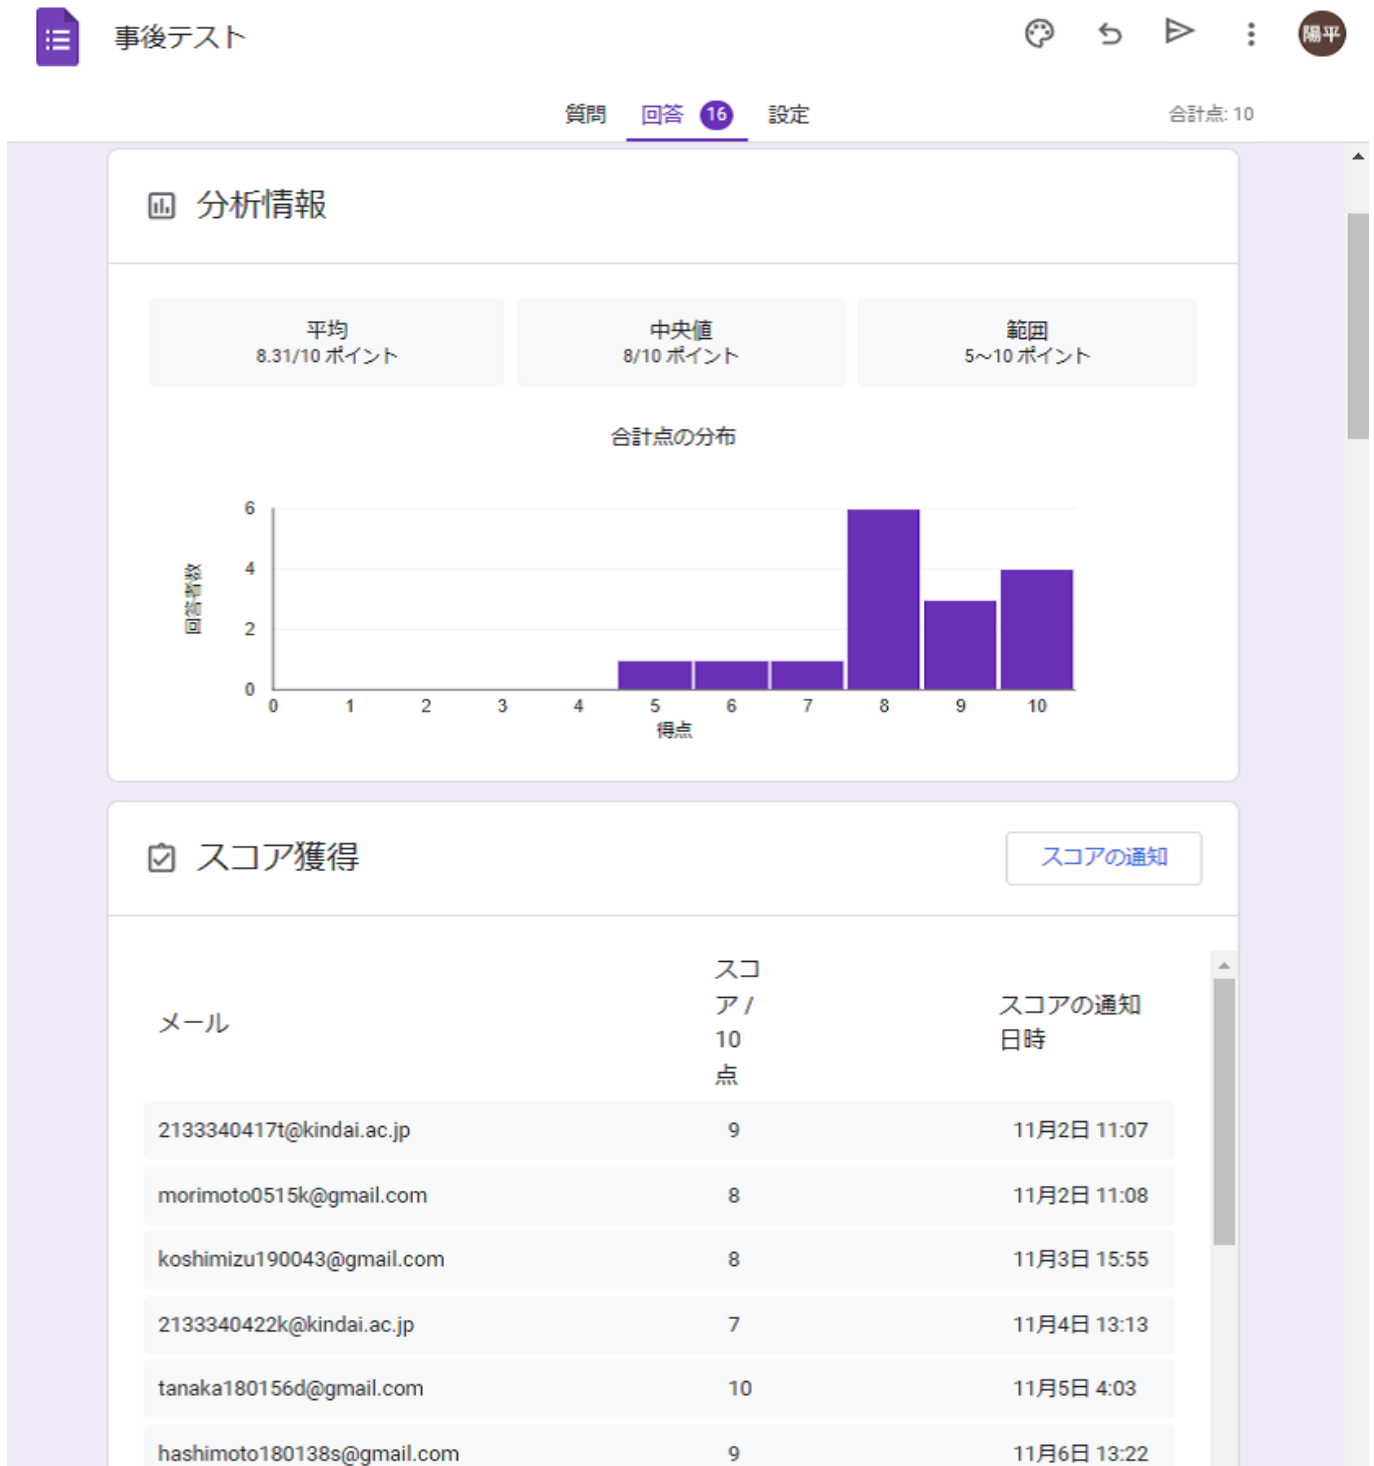 事後テスト
陽平
質問 回答 16 設定
合計点: 10
分析情報
平均
8.31/10 ポイント
中央値
8/10 ポイント
範囲
5～10 ポイント
合計点の分布
回答者数
6
4
2
0
0 1 2 3 4 5 6 7 8 9 10
得点
スコア獲得
スコアの通知
メール
スコ
ア /
10
点
スコアの通知
日時
2133340417t@kindai.ac.jp 9 11月2日 11:07
morimoto0515k@gmail.com 8 11月2日 11:08
koshimizu190043@gmail.com 8 11月3日 15:55
2133340422k@kindai.ac.jp 7 11月4日 13:13
tanaka180156d@gmail.com 10 11月5日 4:03
hashimoto180138s@gmail.com 9 11月6日 13:22